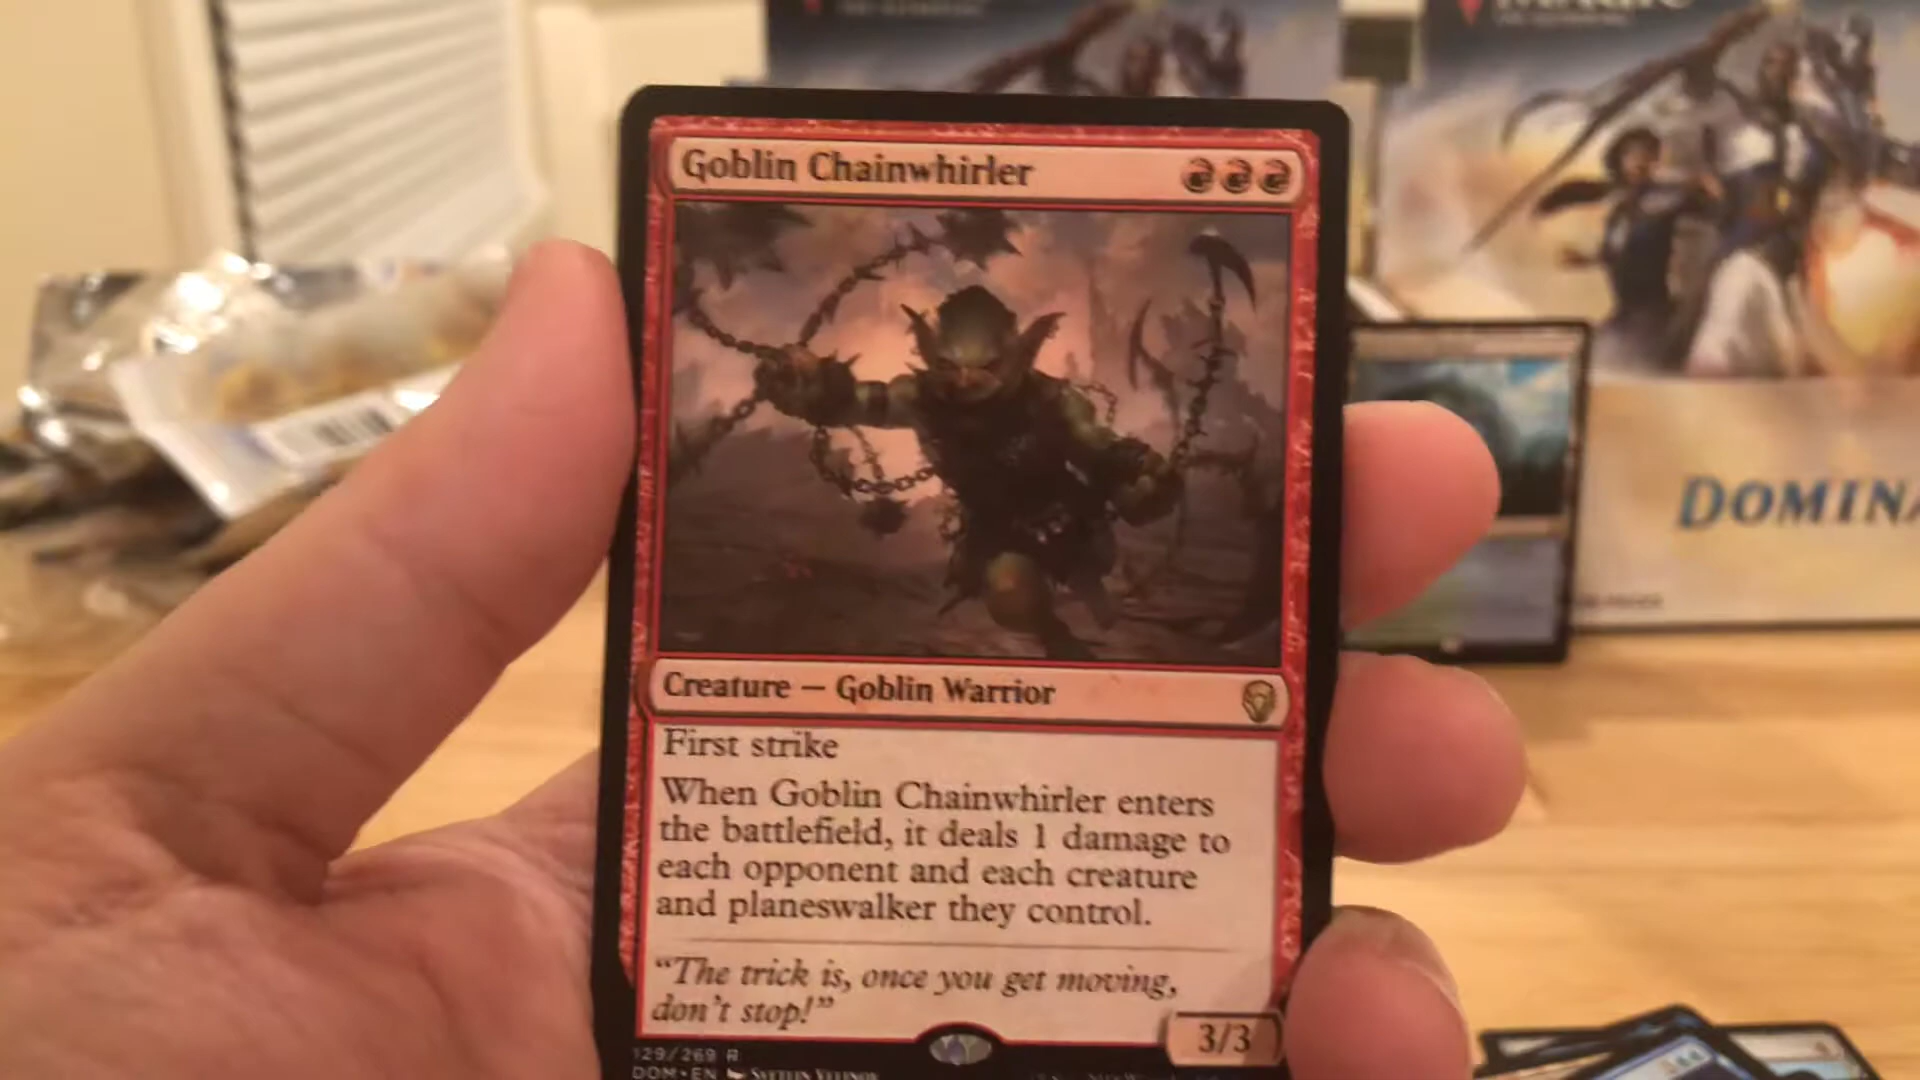 Goblin Chainwhirler
Creature — Goblin Warrior
First strike
When Goblin Chainwhirler enters
the battlefield, it deals 1 damage to
each opponent and each creature
and planeswalker they control.
“The trick is, once you get moving,
don't stop!”
3/3
129/269 R
DOM • EN
DOMINA